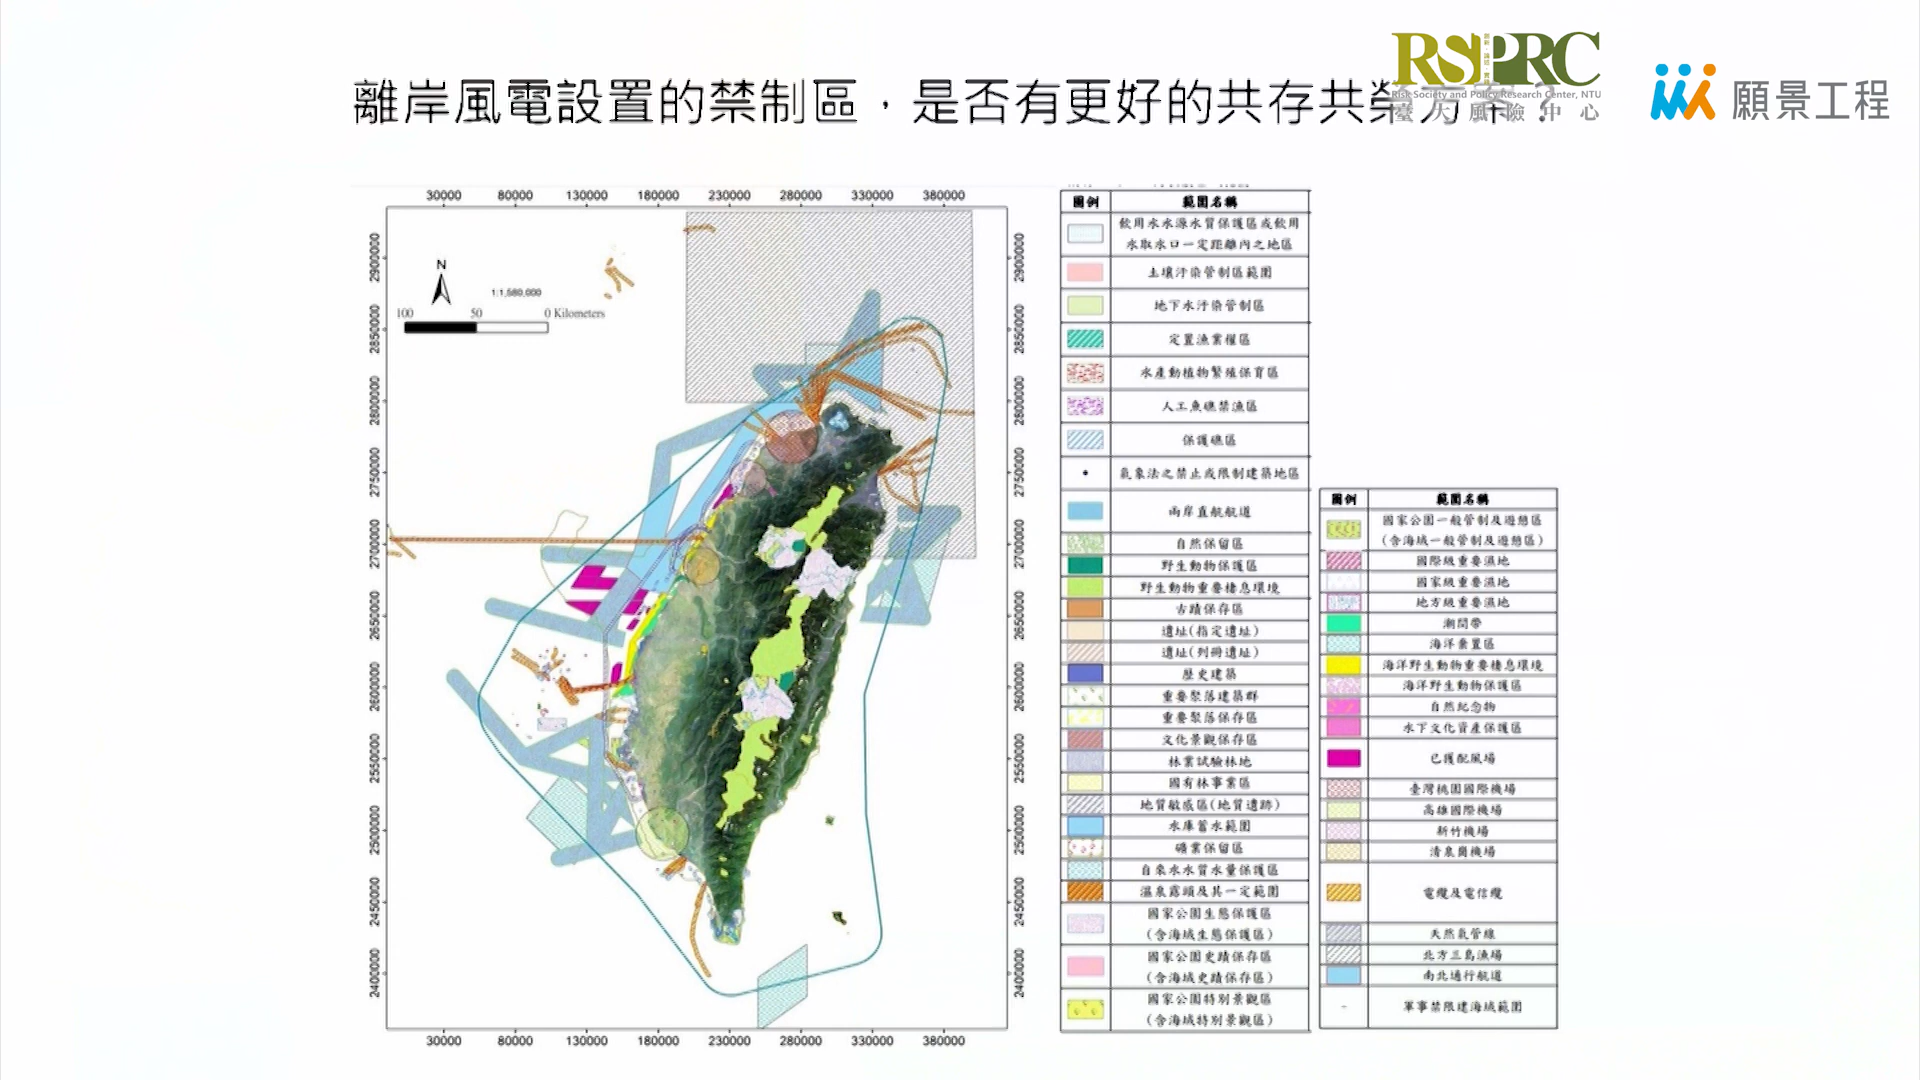 離岸風電設置的禁制區，是否有更好的共存共榮方案？
RSPRC
Risk Society and Policy Research Center, NTU
臺大風險中心
願景工程
30000 80000 130000 180000 230000 280000 330000 380000
N
1:1,580,000
100 50 0 Kilometers
2900000
2850000
2800000
2750000
2700000
2650000
2600000
2550000
2500000
2450000
2400000
2900000
2850000
2800000
2750000
2700000
2650000
2600000
2550000
2500000
2450000
2400000
30000 80000 130000 180000 230000 280000 330000 380000
圖例 範圍名稱
飲用水水源水質保護區或飲用
水取水口一定距離內之地區
土壤汙染管制區範圍
地下水汙染管制區
定置漁業權區
水產動植物繁殖保育區
人工魚礁禁漁區
保護礁區
氣象法之禁止或限制建築地區
兩岸直航航道
自然保留區
野生動物保護區
野生動物重要棲息環境
古蹟保存區
遺址(指定遺址)
遺址(列冊遺址)
歷史建築
重要聚落建築群
重要聚落保存區
文化景觀保存區
林業試驗林地
國有林事業區
地質敏感區(地質遺跡)
水庫蓄水範圍
礦業保留區
自來水水質水量保護區
溫泉露頭及其一定範圍
國家公園生態保護區
(含海域生態保護區)
國家公園史蹟保存區
(含海域史蹟保存區)
國家公園特別景觀區
(含海域特別景觀區)
圖例 範圍名稱
國家公園一般管制及遊憩區
(含海域一般管制及遊憩區)
國際級重要濕地
國家級重要濕地
地方級重要濕地
潮間帶
海洋棄置區
海洋野生動物重要棲息環境
海洋野生動物保護區
自然紀念物
水下文化資產保護區
已獲配風場
臺灣桃園國際機場
高雄國際機場
新竹機場
清泉崗機場
電纜及電信纜
天然氣管線
北方三島漁場
南北通行航道
軍事禁限建海域範圍